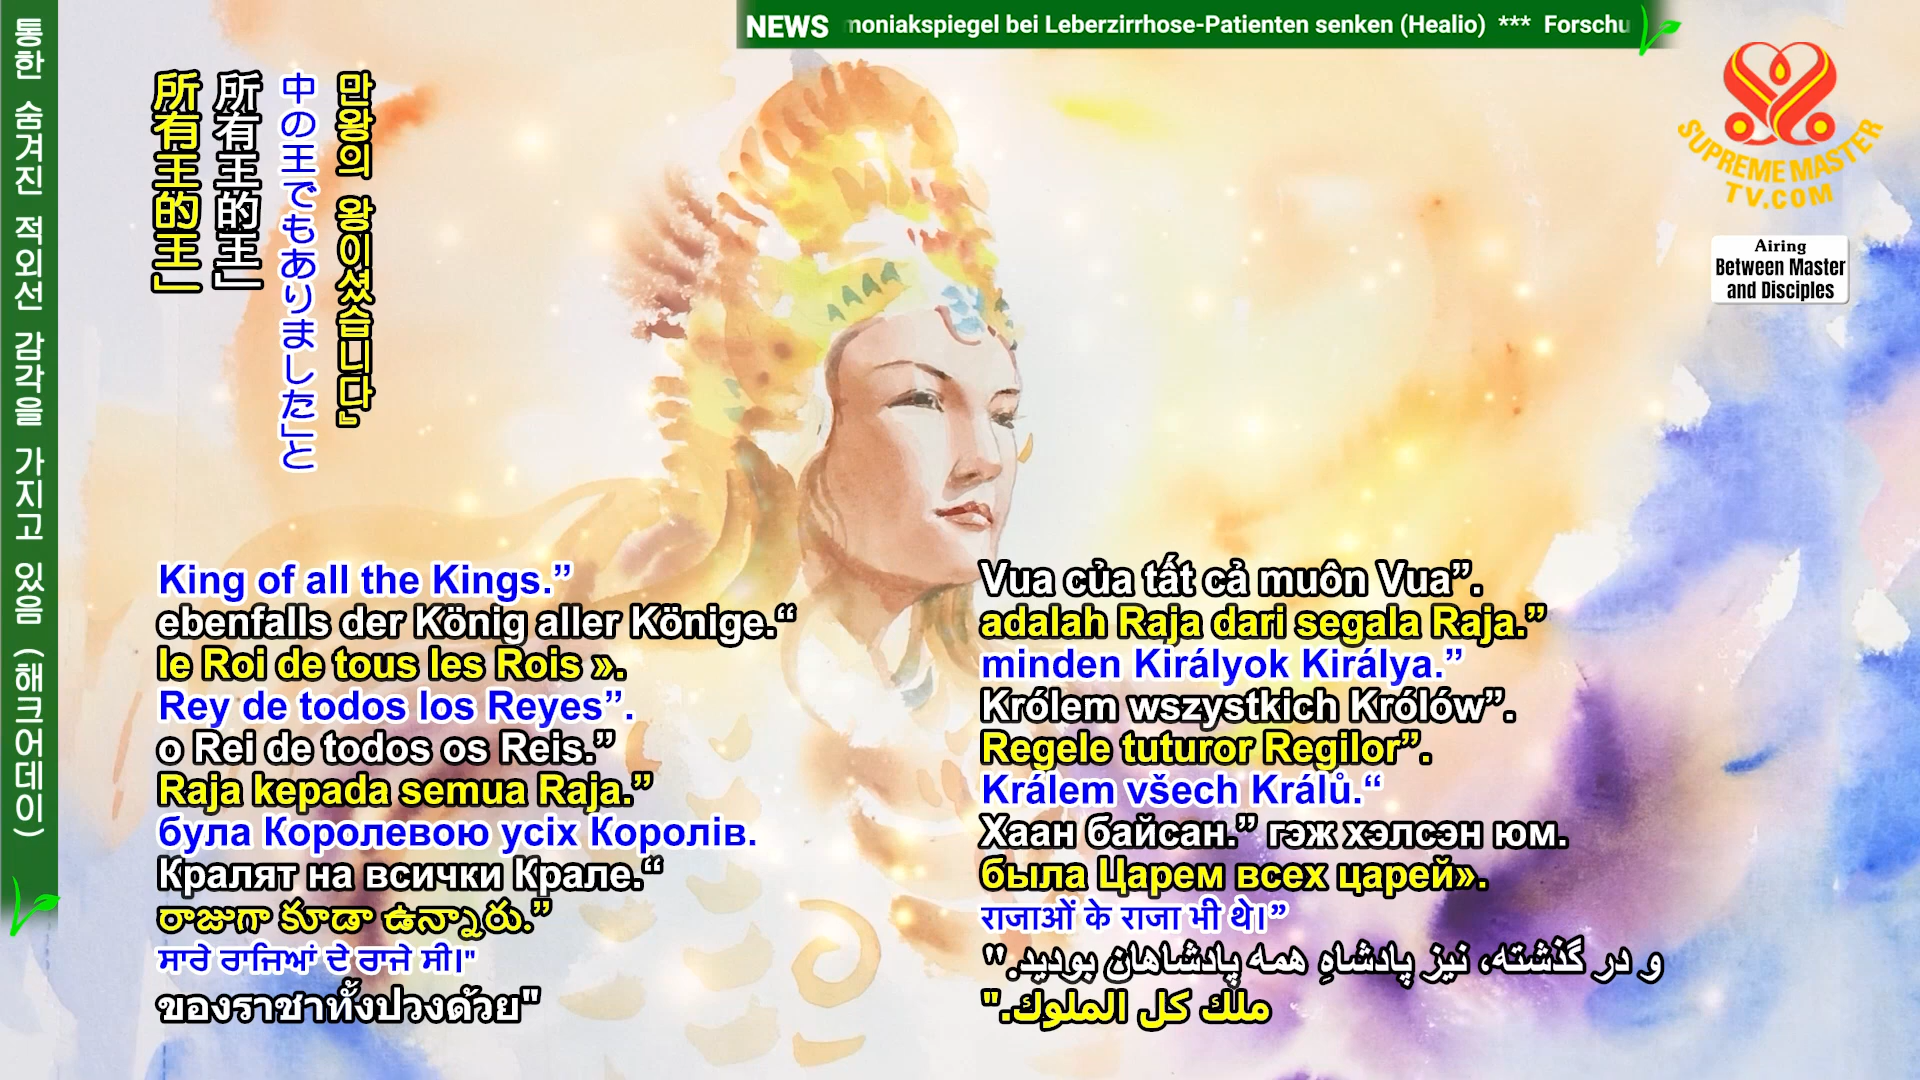 NEWS moniakspiegel bei Leberzirrhose-Patienten senken (Healio) *** Forschu
SUPREME MASTER
TV.COM
Airing
Between Master
and Disciples
통한 숨겨진 적외선 감각을 가지고 있음 (해크어데이)
만왕의 왕이셨습니다』
中の王でもありました」と
所有王的王」
所有王的王」
King of all the Kings.”
ebenfalls der König aller Könige.“
le Roi de tous les Rois ».
Rey de todos los Reyes”.
o Rei de todos os Reis.”
Raja kepada semua Raja.”
була Королевою усіх Королів.
Кралят на всички Крале.“
రాజుగా కూడా ఉన్నారు.”
ਸਾਰੇ ਰਾਜਿਆਂ ਦੇ ਰਾਜੇ ਸੀ।"
ของราชาทั้งปวงด้วย"
Vua của tất cả muôn Vua”.
adalah Raja dari segala Raja.”
minden Királyok Királya.”
Królem wszystkich Królów”.
Regele tuturor Regilor”.
Králem všech Králů.“
Хаан байсан.” гэж хэлсэн юм.
была Царем всех царей».
राजाओं के राजा भी थे।”
و در گذشته، نیز پادشاهِ همه پادشاهان بودید."
ملك كل الملوك."